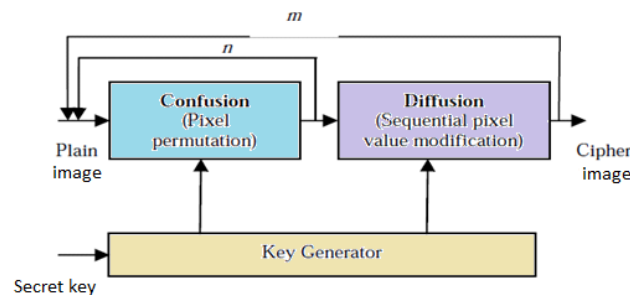 m
n
Confusion
(Pixel
permutation)
Diffusion
(Sequential pixel
value modification)
Plain
image
Cipher
image
Key Generator
Secret key